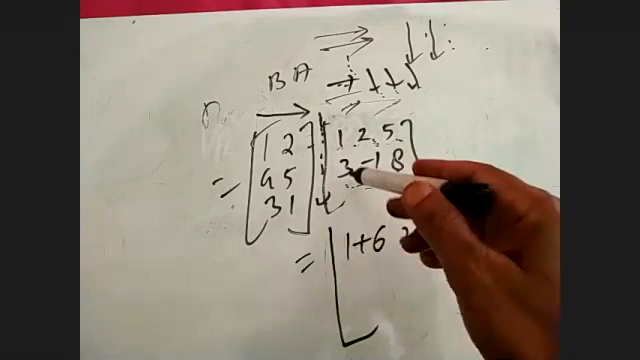 BA
= [1 2] [1 2 5]
4 5 3 -1 8
3 1
= [1+6